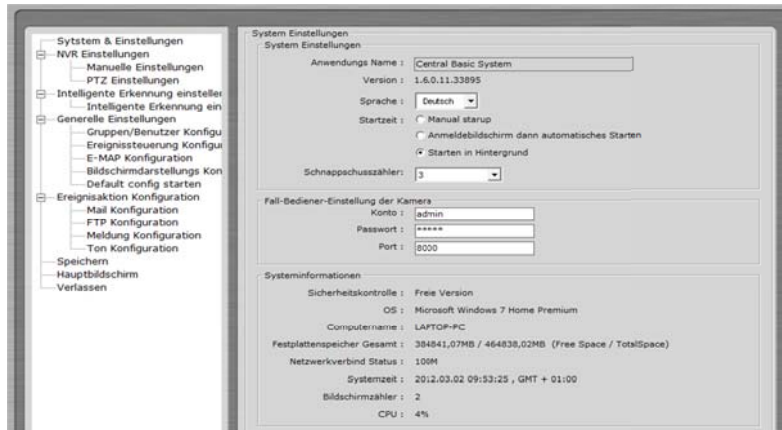 Sytstem & Einstellungen
NVR Einstellungen
Manuelle Einstellungen
PTZ Einstellungen
Intelligente Erkennung einsteller
Intelligente Erkennung ein
Generelle Einstellungen
Gruppen/Benutzer Konfigu
Ereignissteuerung Konfigui
E-MAP Konfiguration
Bildschirmdarstellungs Kon
Default config starten
Ereignisaktion Konfiguration
Mail Konfiguration
FTP Konfiguration
Meldung Konfiguration
Ton Konfiguration
Speichern
Hauptbildschirm
Verlassen
System Einstellungen
System Einstellungen
Anwendungs Name : Central Basic System
Version : 1.6.0.11.33895
Sprache : Deutsch
Startzeit : Manual starup
Anmeldebildschirm dann automatisches Starten
Starten in Hintergrund
Schnappschusszähler: 3
Fall-Bediener-Einstellung der Kamera
Konto : admin
Passwort : *****
Port : 8000
Systeminformationen
Sicherheitskontrolle : Freie Version
OS : Microsoft Windows 7 Home Premium
Computername : LAPTOP-PC
Festplattenspeicher Gesamt : 384841,07MB / 464838,02MB (Free Space / TotalSpace)
Netzwerkverbind Status : 100M
Systemzeit : 2012.03.02 09:53:25 , GMT + 01:00
Bildschirmzähler : 2
CPU : 4%